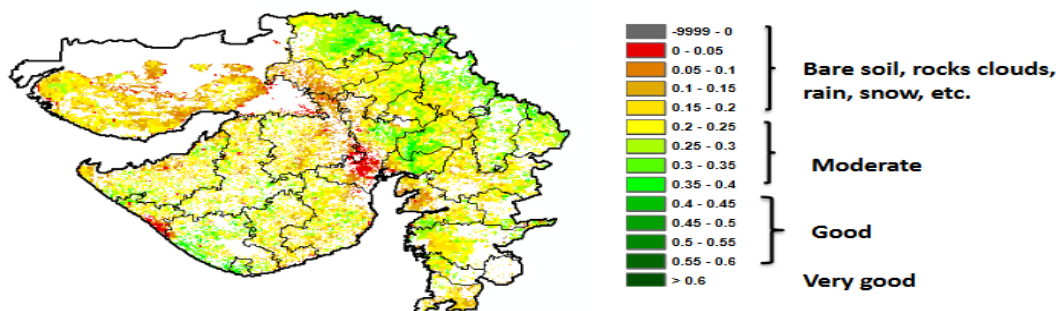 -9999 - 0
0 - 0.05
0.05 - 0.1
0.1 - 0.15
0.15 - 0.2
0.2 - 0.25
0.25 - 0.3
0.3 - 0.35
0.35 - 0.4
0.4 - 0.45
0.45 - 0.5
0.5 - 0.55
0.55 - 0.6
> 0.6
Bare soil, rocks clouds,
rain, snow, etc.
Moderate
Good
Very good